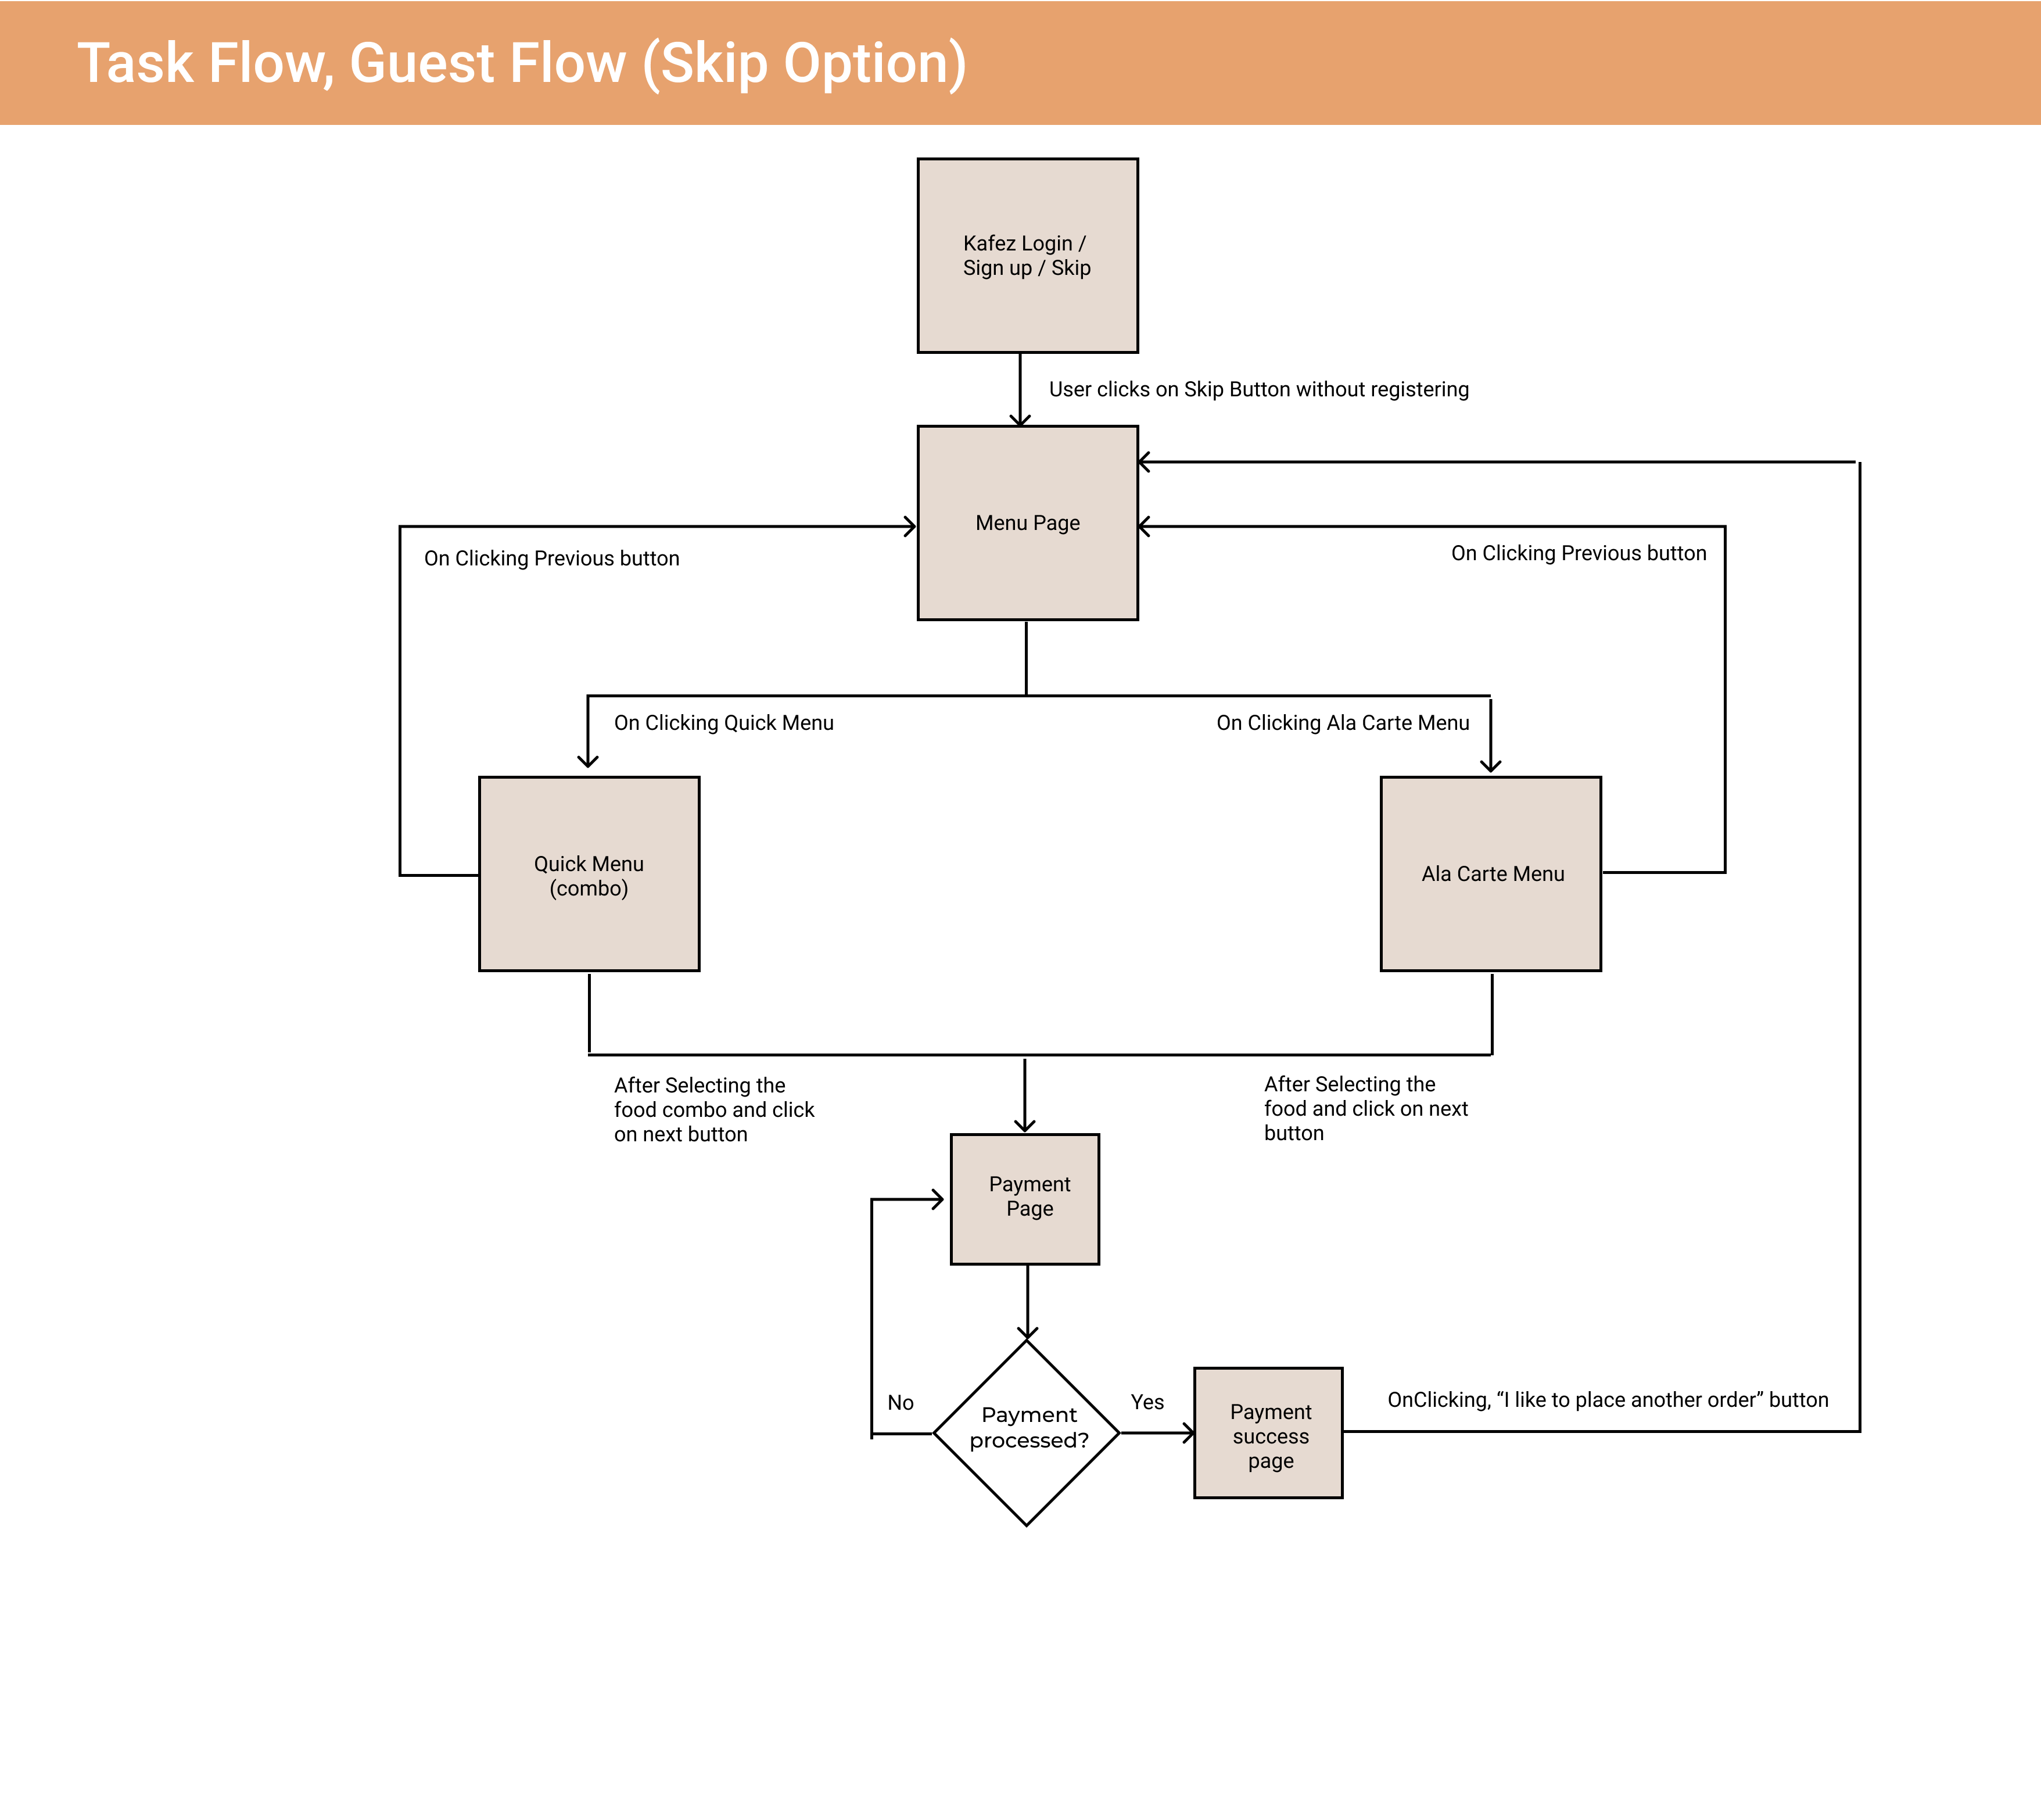 Task Flow, Guest Flow (Skip Option)
Kafez Login /
Sign up / Skip
User clicks on Skip Button without registering
Menu Page
On Clicking Previous button
On Clicking Previous button
On Clicking Quick Menu
On Clicking Ala Carte Menu
Quick Menu
(combo)
Ala Carte Menu
After Selecting the
food combo and click
on next button
After Selecting the
food and click on next
button
Payment
Page
No
Payment
processed?
Yes
Payment
success
page
OnClicking, “I like to place another order” button